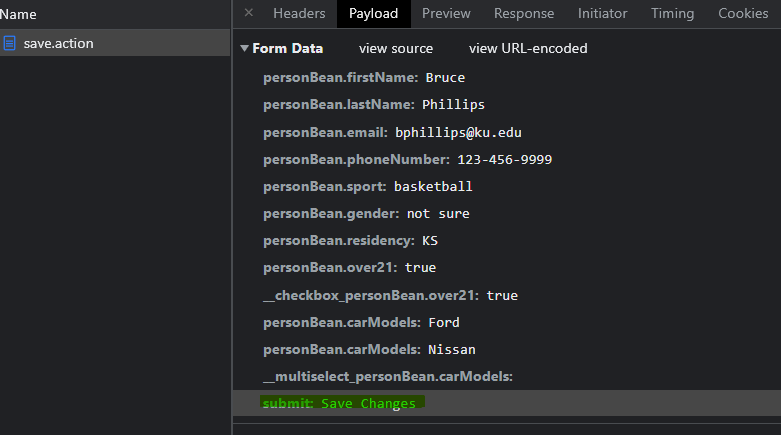 Name
save.action
× Headers Payload Preview Response Initiator Timing Cookies
▼ Form Data view source view URL-encoded
personBean.firstName: Bruce
personBean.lastName: Phillips
personBean.email: bphillips@ku.edu
personBean.phoneNumber: 123-456-9999
personBean.sport: basketball
personBean.gender: not sure
personBean.residency: KS
personBean.over21: true
__checkbox_personBean.over21: true
personBean.carModels: Ford
personBean.carModels: Nissan
__multiselect_personBean.carModels:
submit: Save Changes